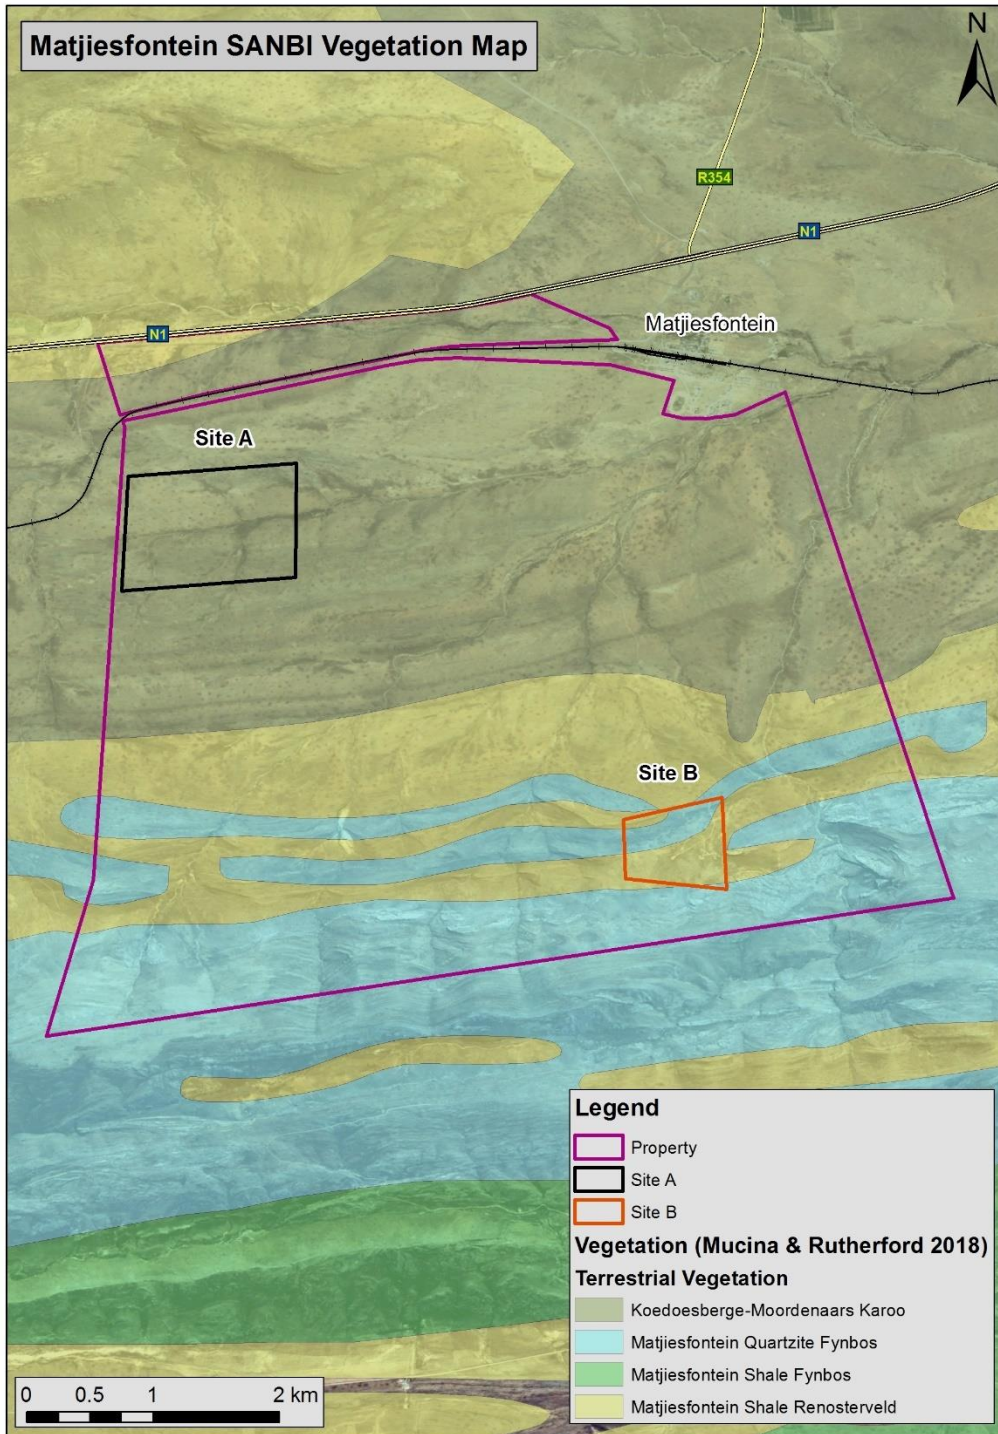 Matjiesfontein SANBI Vegetation Map
N
R354
N1
N1
Matjiesfontein
Site A
Site B
Legend
Property
Site A
Site B
Vegetation (Mucina & Rutherford 2018)
Terrestrial Vegetation
Koedoesberge-Moordenaars Karoo
Matjiesfontein Quartzite Fynbos
Matjiesfontein Shale Fynbos
Matjiesfontein Shale Renosterveld
0 0.5 1 2 km